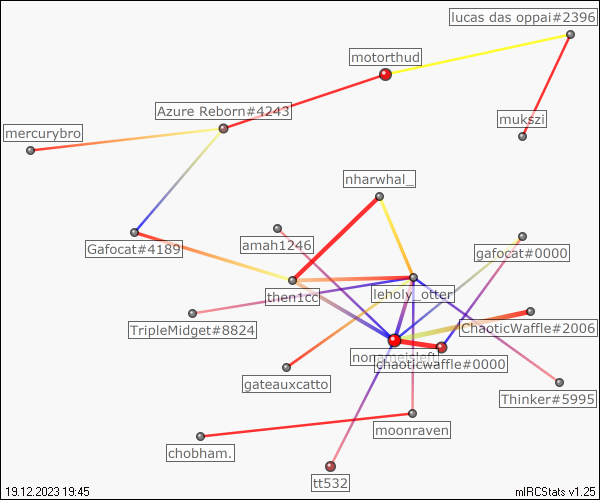 lucas das oppai#2396
motorthud
Azure Reborn#4243
mukszi
mercurybro
nharwhal_
amah1246
Gafocat#4189
gafocat#0000
then1cc
leholy_otter
TripleMidget#8824
ChaoticWaffle#2006
nonameisleft
chaoticwaffle#0000
gateauxcatto
Thinker#5995
moonraven
chobham.
tt532
19.12.2023 19:45
mIRCStats v1.25